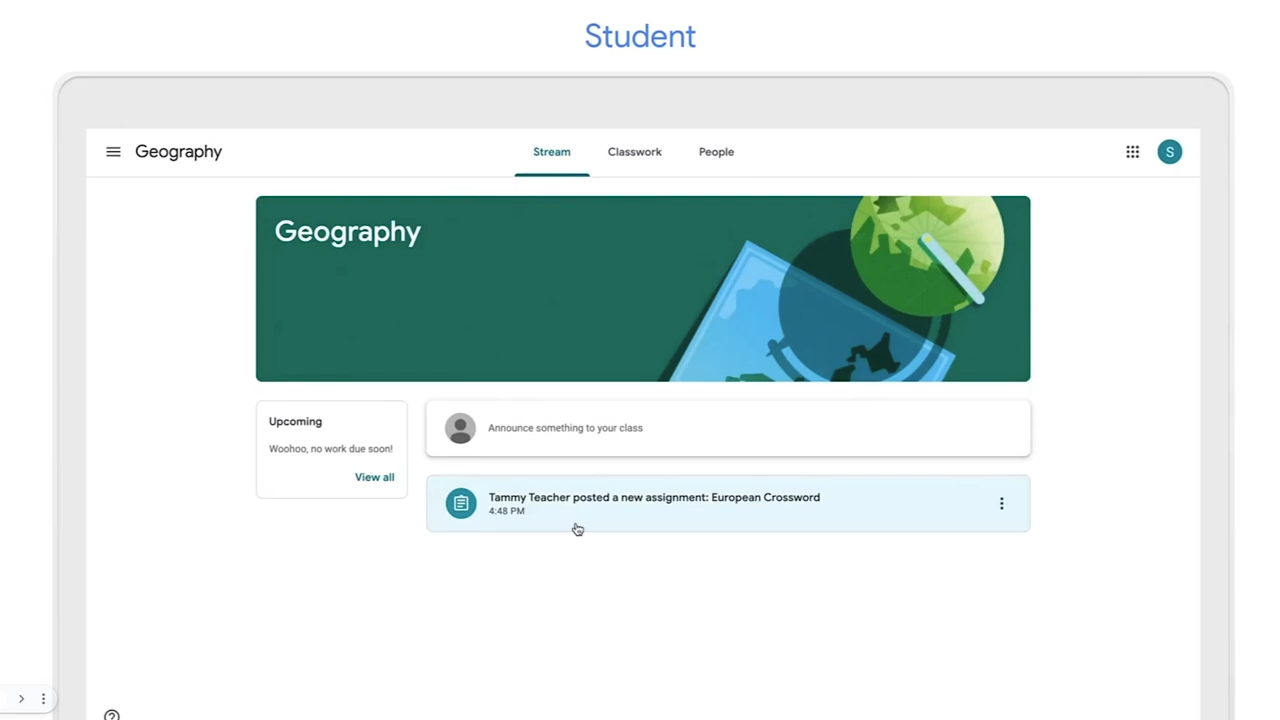 Student
Geography
Stream
Classwork
People
S
Geography
Upcoming
Woohoo, no work due soon!
View all
Announce something to your class
Tammy Teacher posted a new assignment: European Crossword
4:48 PM